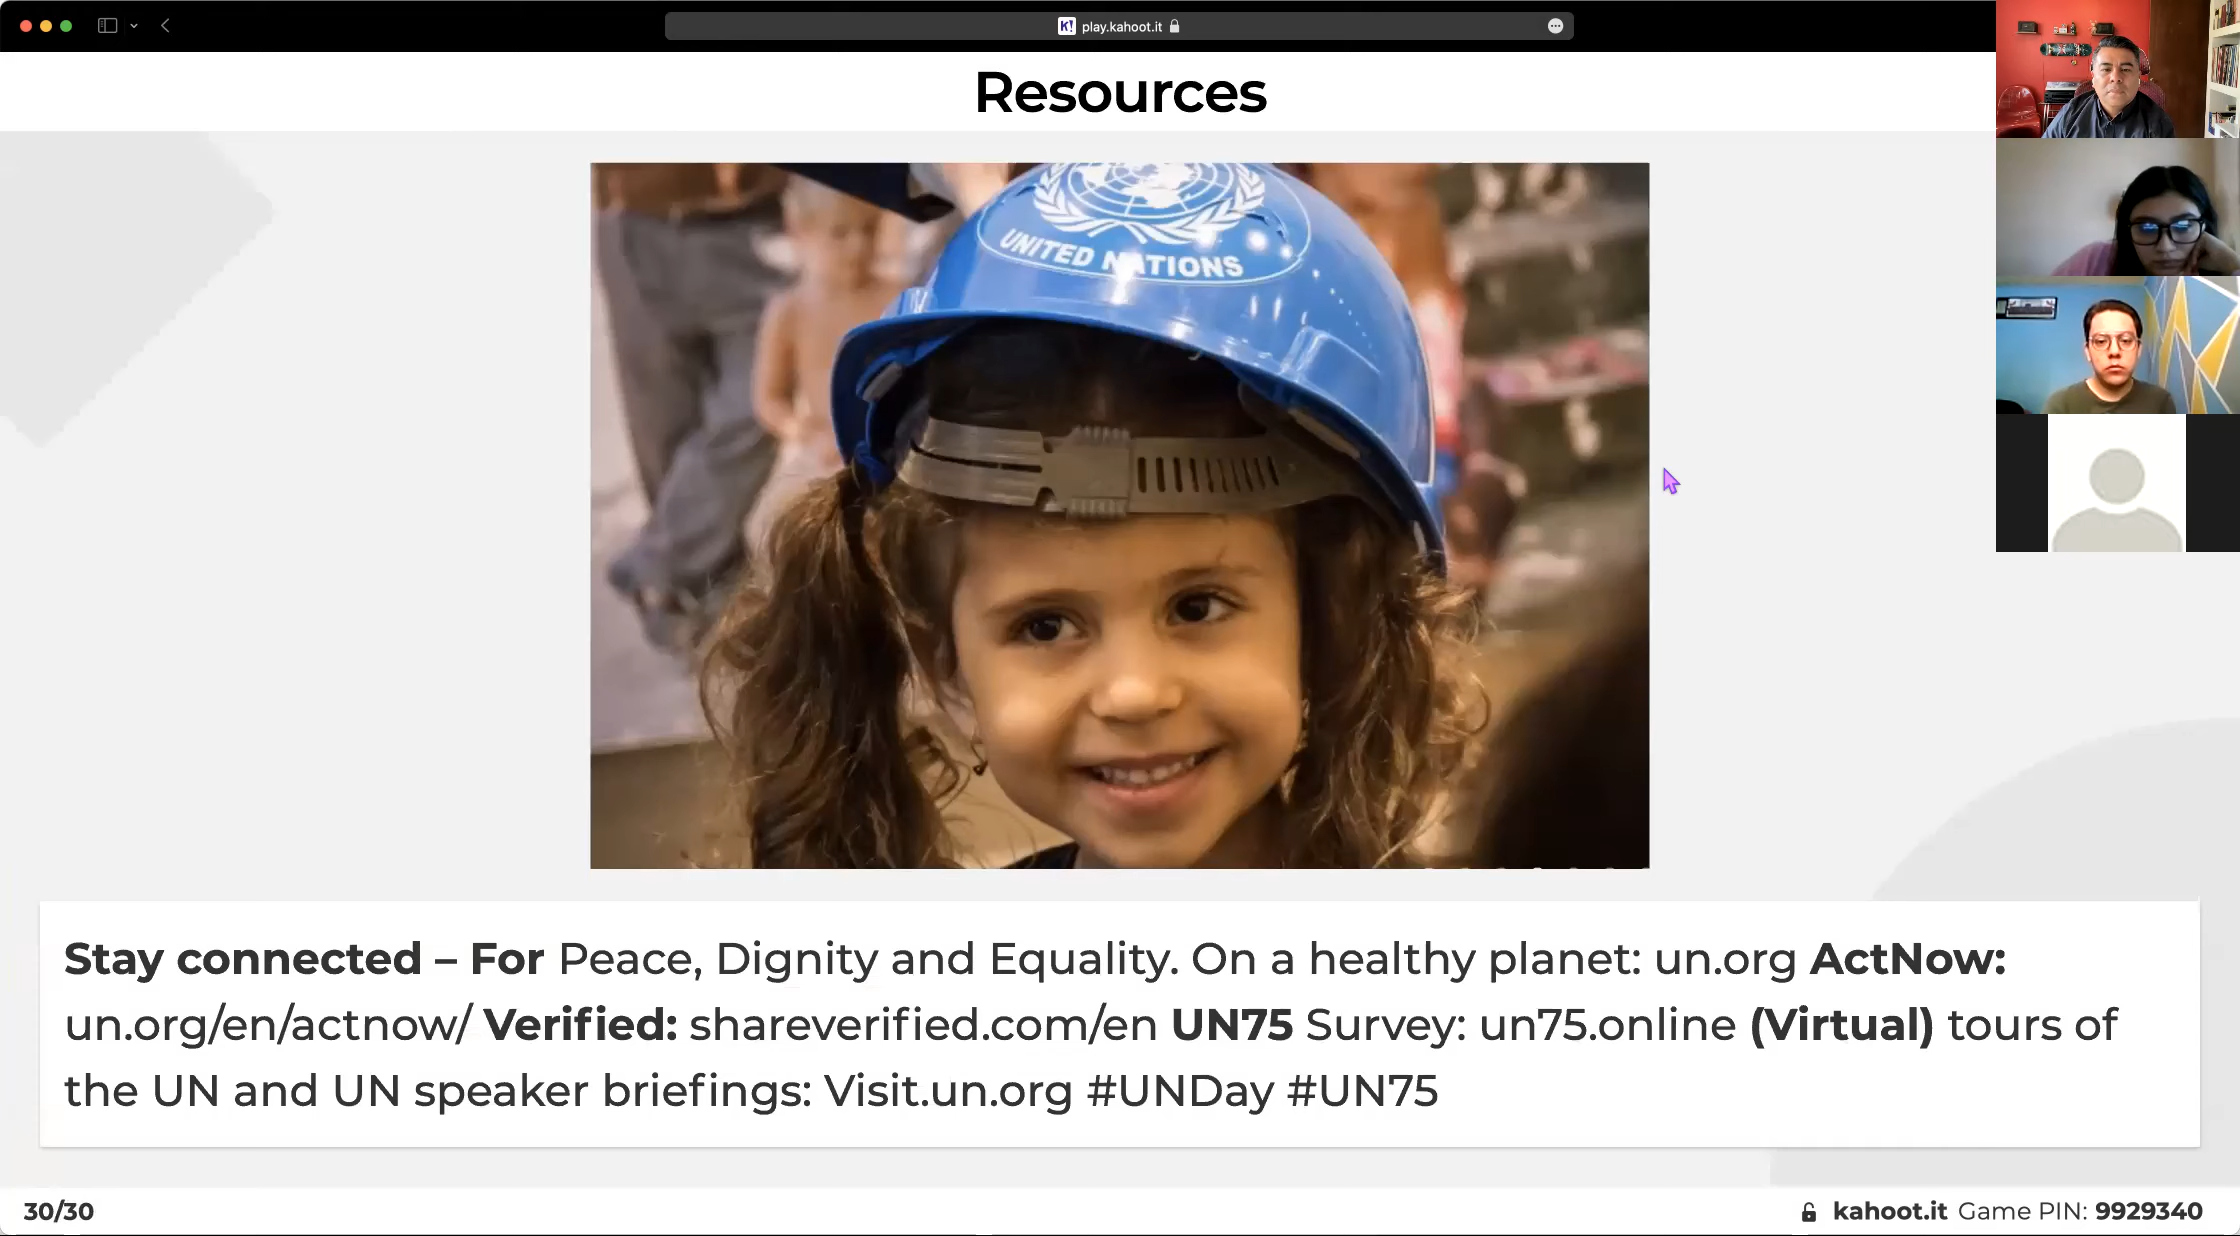 play.kahoot.it
Resources
UNITED NATIONS
Stay connected – For Peace, Dignity and Equality. On a healthy planet: un.org ActNow:
un.org/en/actnow/ Verified: shareverified.com/en UN75 Survey: un75.online (Virtual) tours of
the UN and UN speaker briefings: Visit.un.org #UNDay #UN75
30/30
kahoot.it Game PIN: 9929340